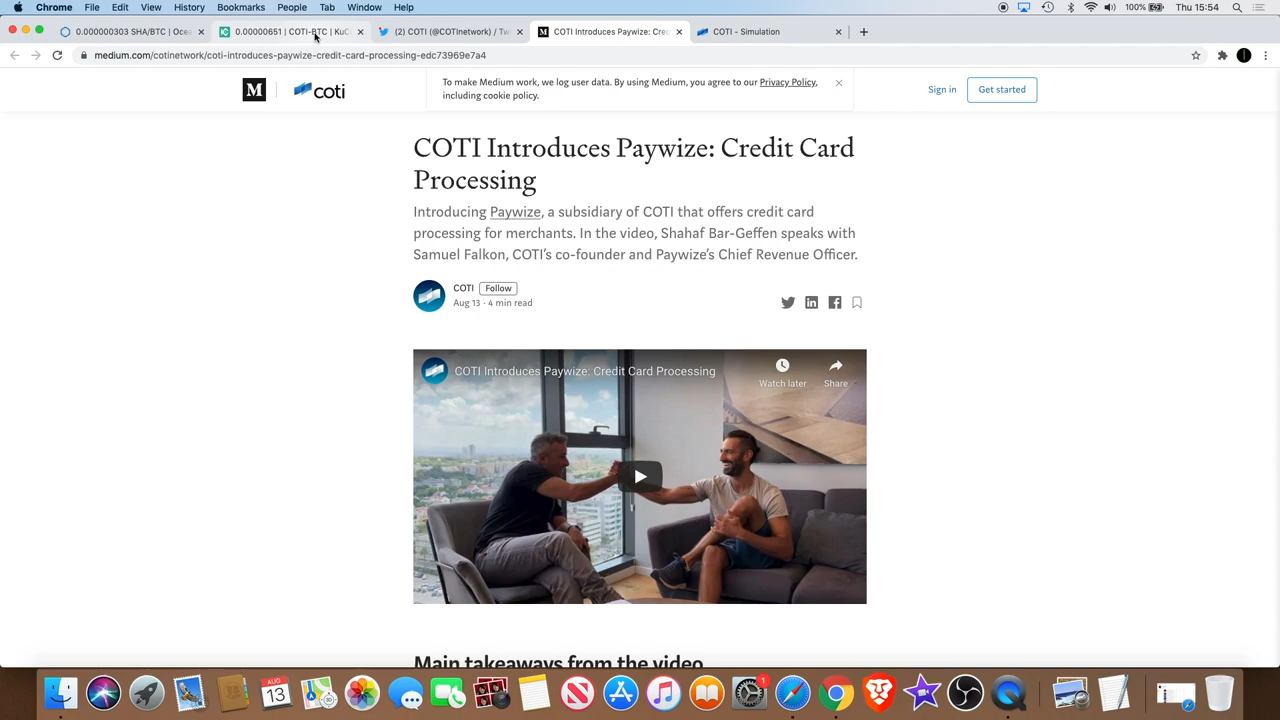 Chrome File Edit View History Bookmarks People Tab Window Help 100% Thu 15:54
0.000000303 SHA/BTC | Oce
0.00000651 | COTI-BTC | KuC
(2) COTI (@COTInetwork) / Tw
COTI Introduces Paywize: Cred
COTI - Simulation
medium.com/cotinetwork/coti-introduces-paywize-credit-card-processing-edc73969e7a4
M coti
To make Medium work, we log user data. By using Medium, you agree to our Privacy Policy,
including cookie policy.
Sign in Get started
COTI Introduces Paywize: Credit Card
Processing
Introducing Paywize, a subsidiary of COTI that offers credit card
processing for merchants. In the video, Shahaf Bar-Geffen speaks with
Samuel Falkon, COTI’s co-founder and Paywize’s Chief Revenue Officer.
COTI Follow
Aug 13 · 4 min read
COTI Introduces Paywize: Credit Card Processing
Watch later Share
Main takeaways from the video
AUG
13
1